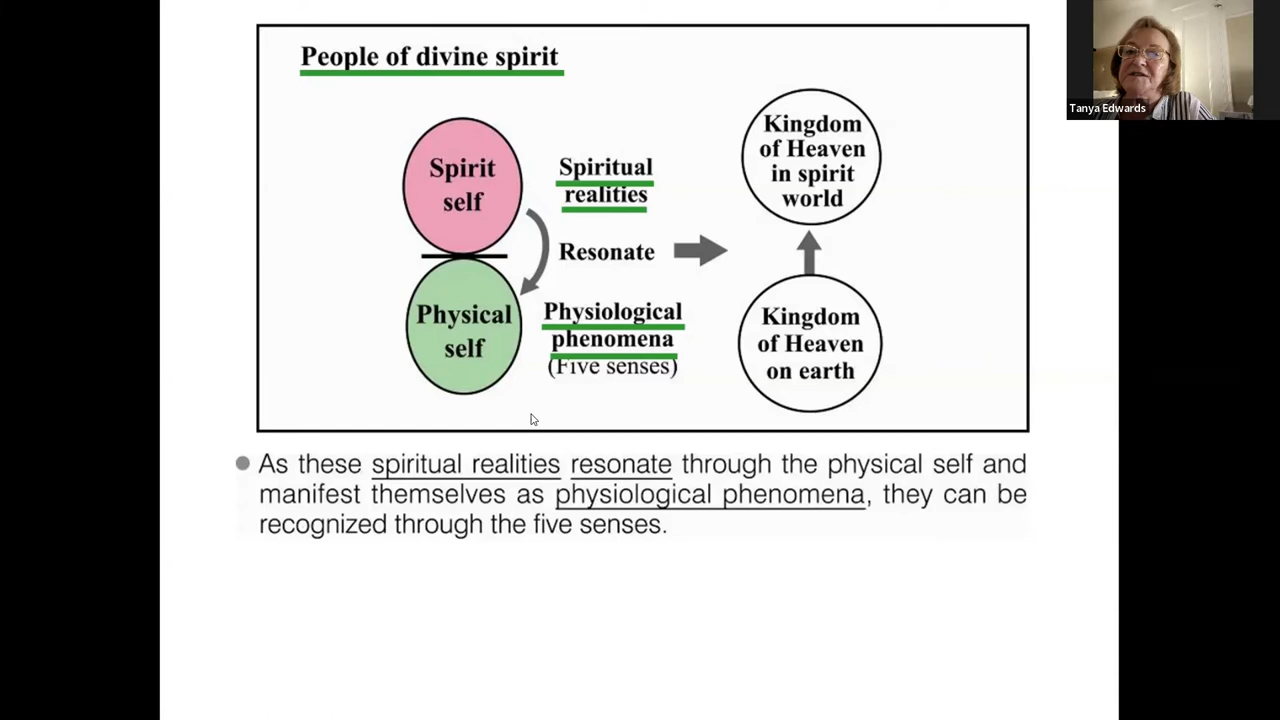 People of divine spirit
Spirit
self
Spiritual
realities
Resonate
Physical
self
Physiological
phenomena
(Five senses)
Kingdom
of Heaven
in spirit
world
Kingdom
of Heaven
on earth
Tanya Edwards
As these spiritual realities resonate through the physical self and
manifest themselves as physiological phenomena, they can be
recognized through the five senses.